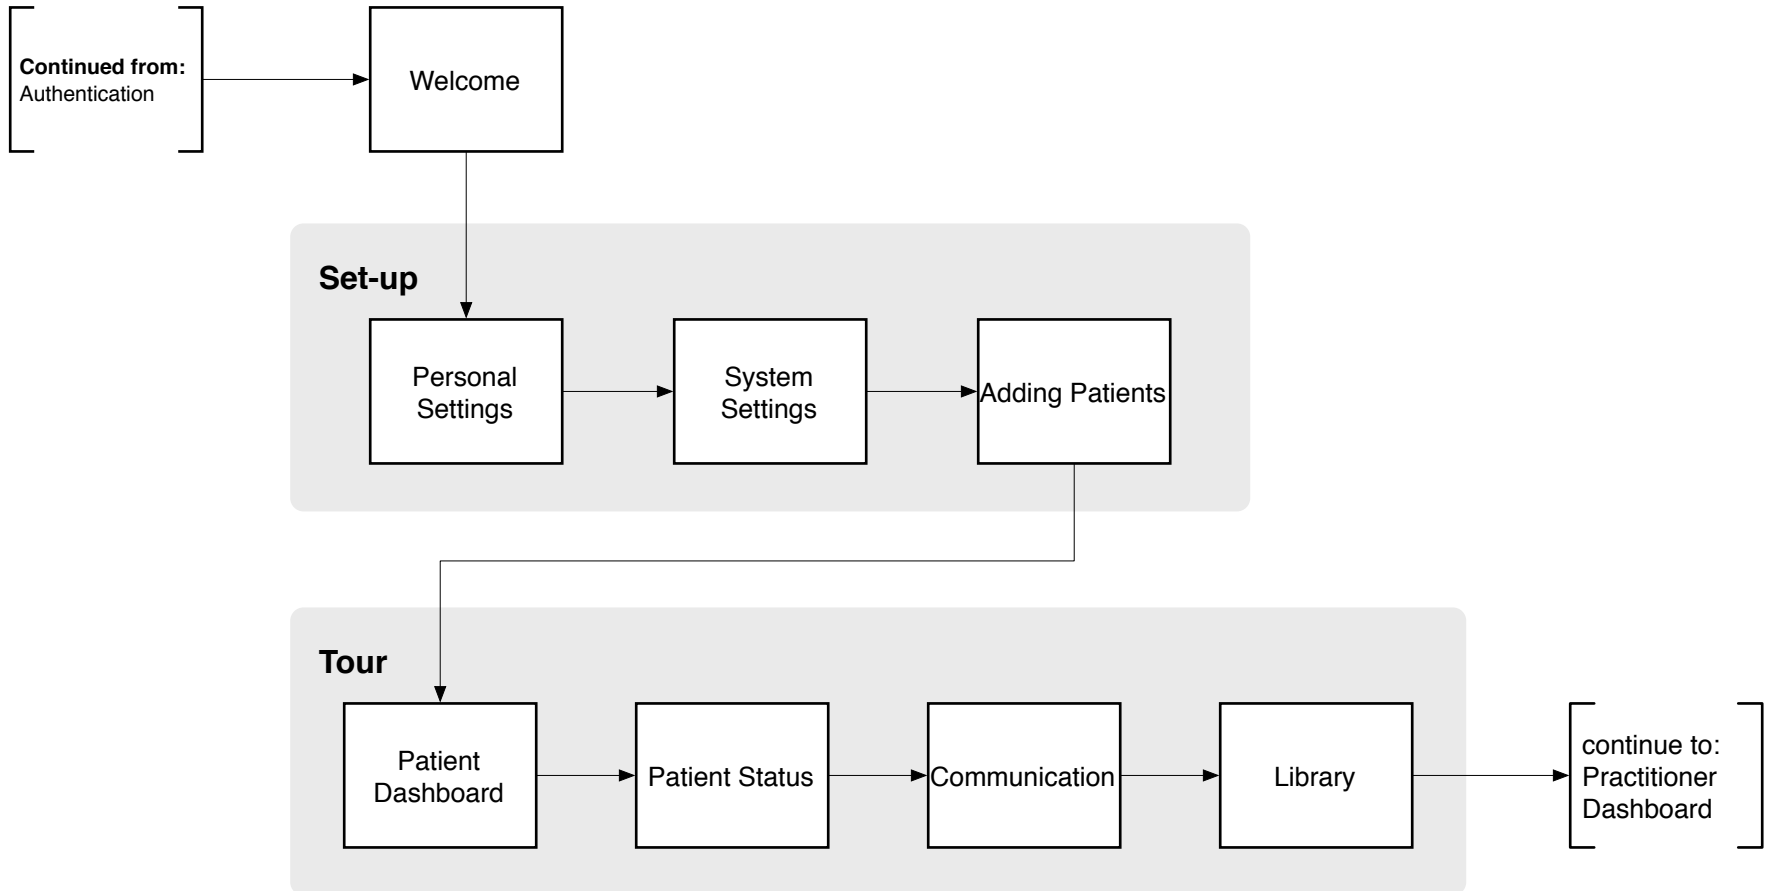 Continued from:
Authentication
Welcome
Set-up
Personal
Settings
System
Settings
Adding Patients
Tour
Patient
Dashboard
Patient Status
Communication
Library
continue to:
Practitioner
Dashboard